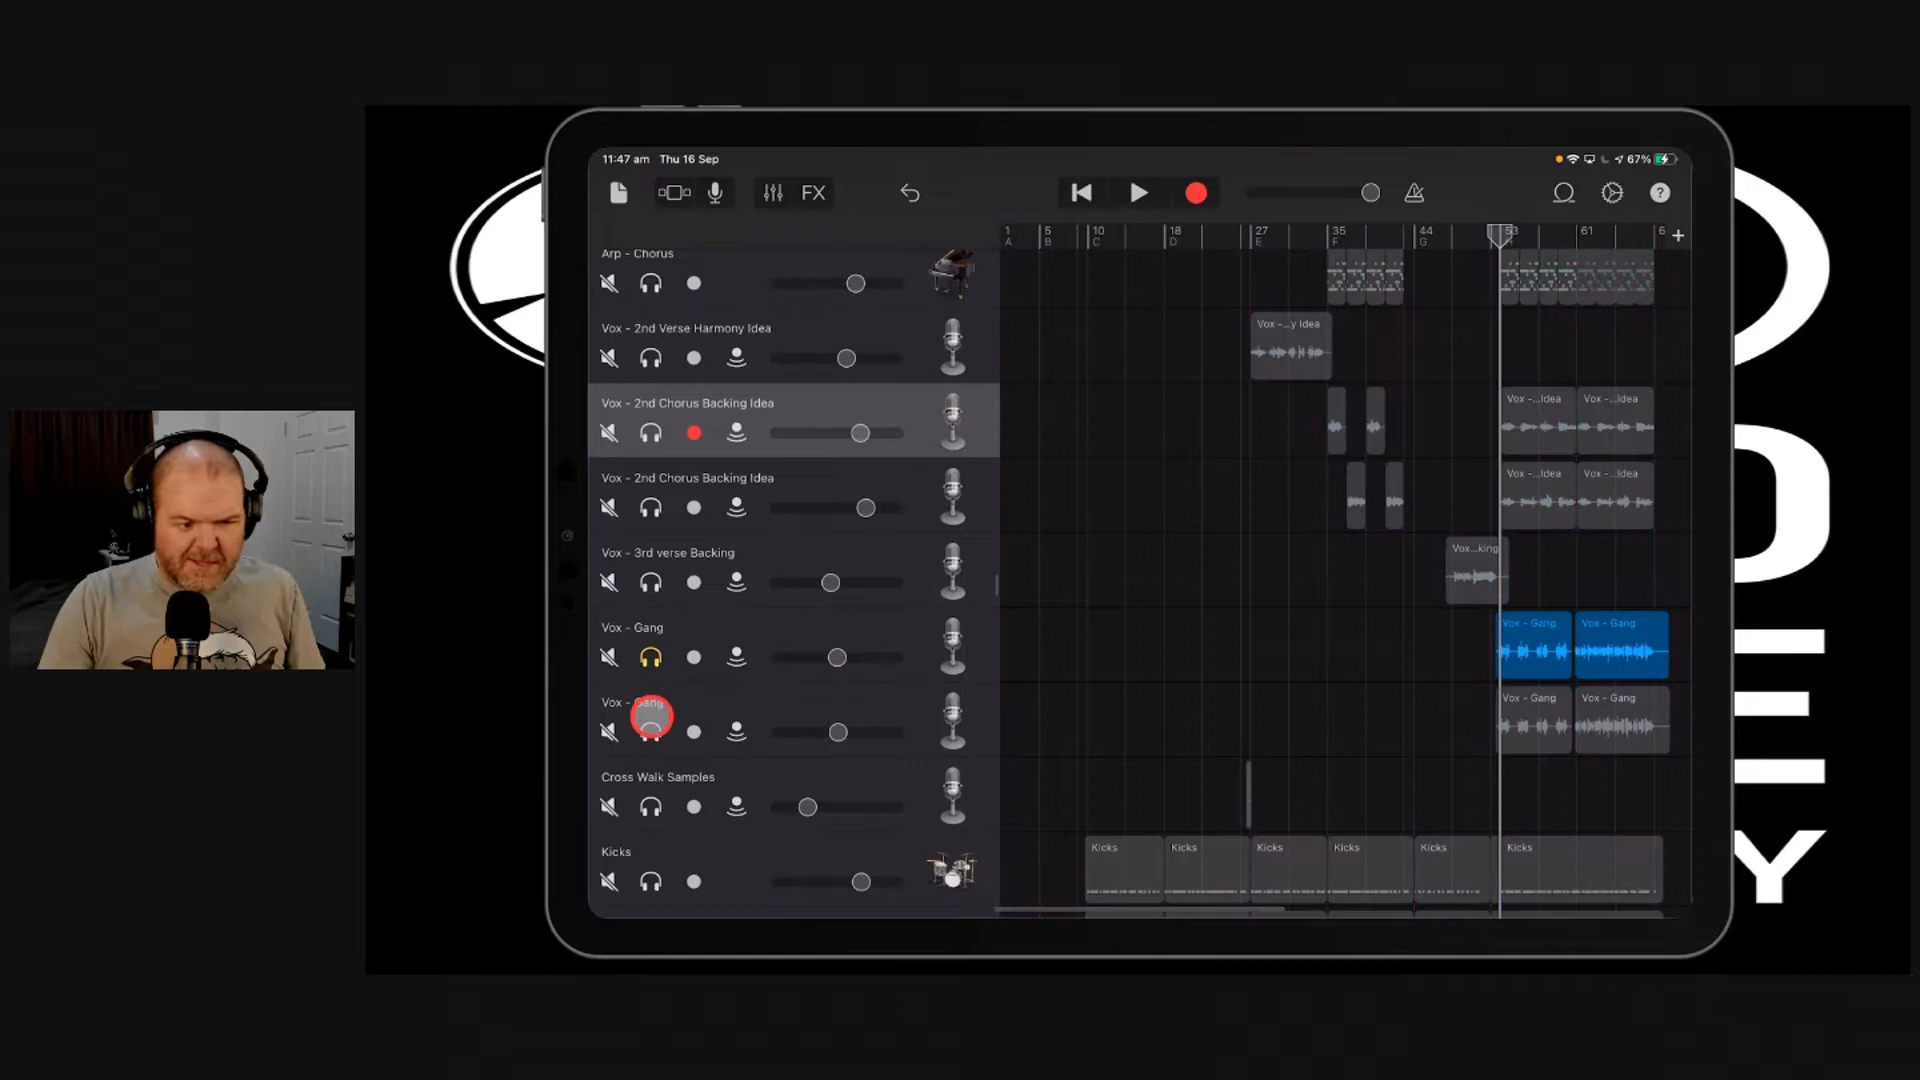 11:47 am Thu 16 Sep
67%
FX
?
1 5 10 18 27 35 44 53 61 6 +
A B C D E F G H
Arp - Chorus
Vox - 2nd Verse Harmony Idea
Vox -...y Idea
Vox - 2nd Chorus Backing Idea
Vox -...Idea Vox -...Idea
Vox - 2nd Chorus Backing Idea
Vox -...Idea Vox -...Idea
Vox - 3rd verse Backing
Vox...king
Vox - Gang
Vox - Gang Vox - Gang
Vox - Gang
Vox - Gang Vox - Gang
Cross Walk Samples
Kicks
Kicks Kicks Kicks Kicks Kicks Kicks